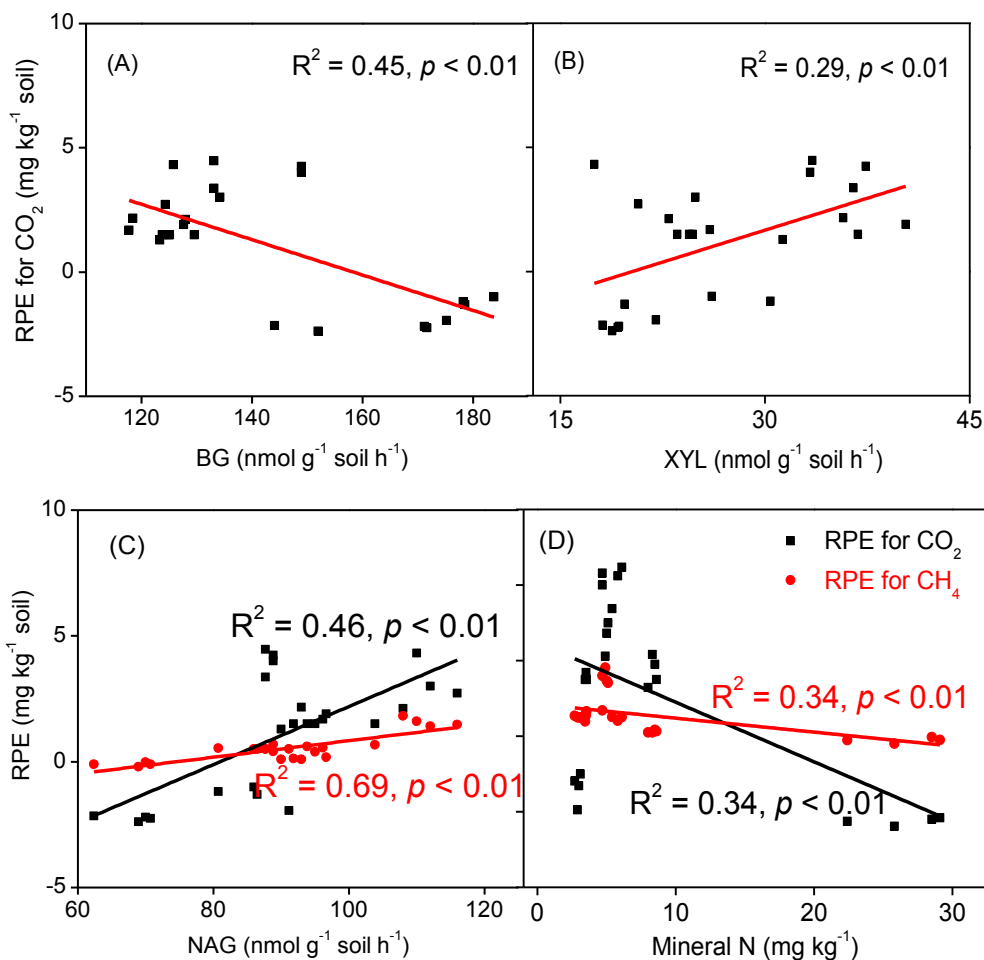 10
5
0
-5
RPE for CO₂ (mg kg⁻¹ soil)
(A)
R² = 0.45, p < 0.01
120 140 160 180
BG (nmol g⁻¹ soil h⁻¹)
(B)
R² = 0.29, p < 0.01
15 30 45
XYL (nmol g⁻¹ soil h⁻¹)
10
5
0
-5
RPE (mg kg⁻¹ soil)
(C)
R² = 0.46, p < 0.01
R² = 0.69, p < 0.01
60 80 100 120
NAG (nmol g⁻¹ soil h⁻¹)
(D)
RPE for CO₂
RPE for CH₄
R² = 0.34, p < 0.01
R² = 0.34, p < 0.01
0 10 20 30
Mineral N (mg kg⁻¹)